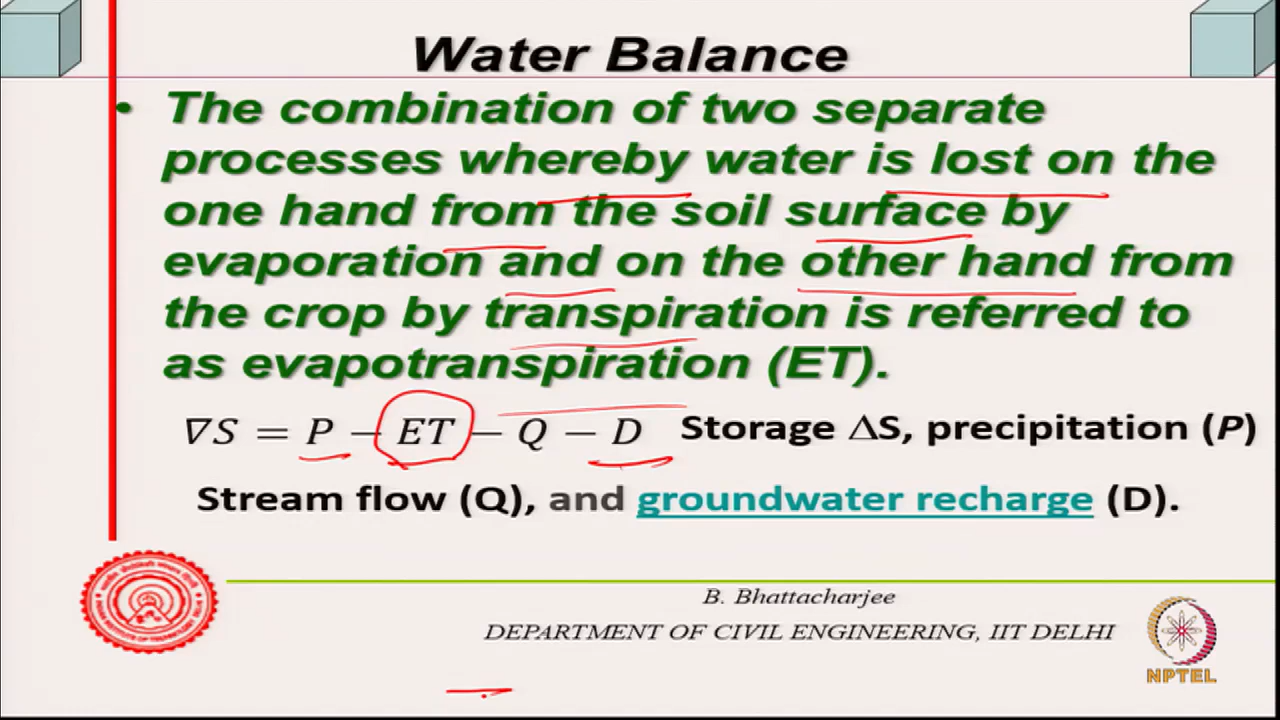 Water Balance
• The combination of two separate
processes whereby water is lost on the
one hand from the soil surface by
evaporation and on the other hand from
the crop by transpiration is referred to
as evapotranspiration (ET).
∇S = P − ET − Q − D Storage ΔS, precipitation (P)
Stream flow (Q), and groundwater recharge (D).
B. Bhattacharjee
DEPARTMENT OF CIVIL ENGINEERING, IIT DELHI
NPTEL